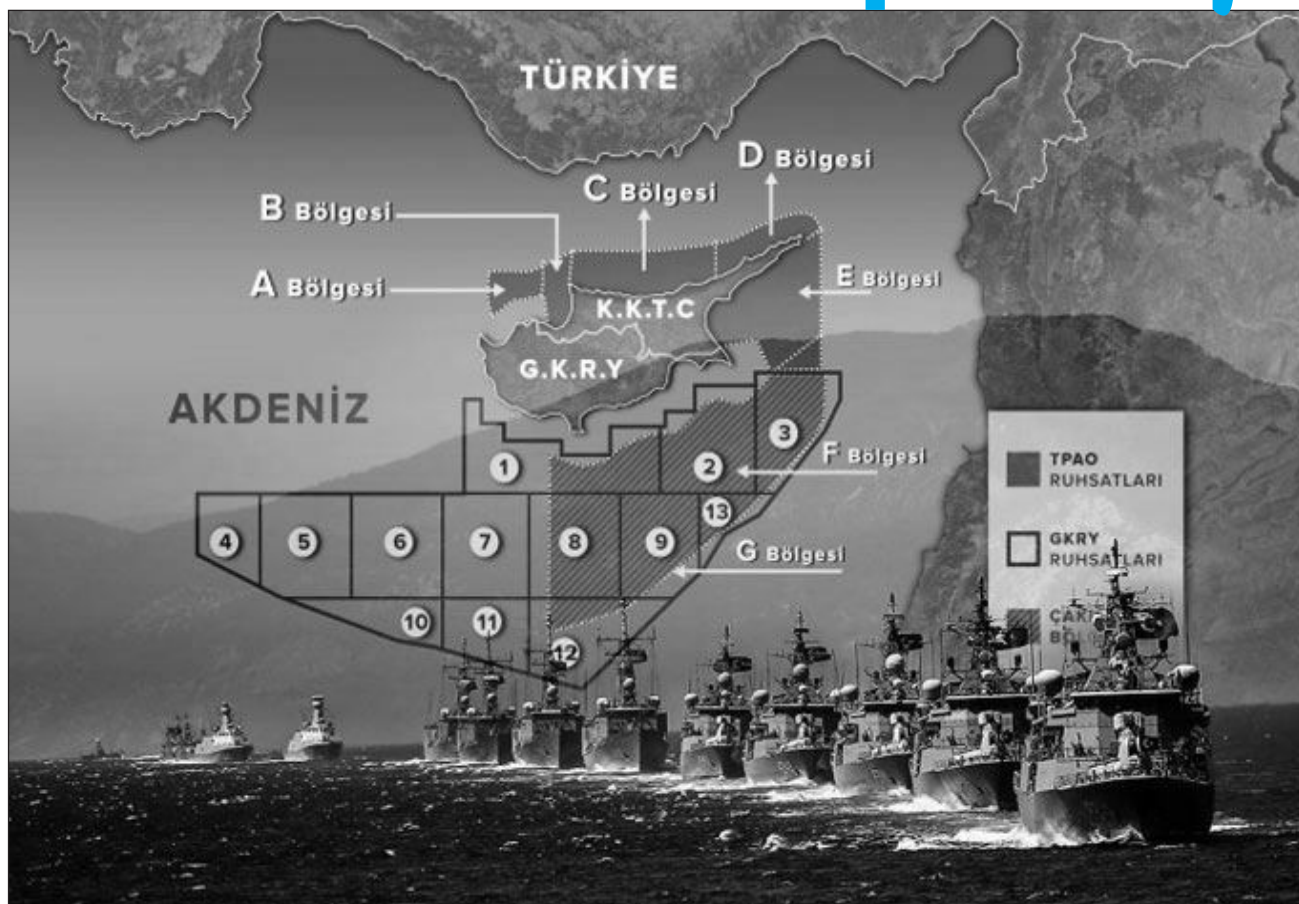 TÜRKİYE
D Bölgesi
C Bölgesi
B Bölgesi
A Bölgesi
E Bölgesi
K.K.T.C
G.K.R.Y
AKDENİZ
F Bölgesi
G Bölgesi
1
2
3
4
5
6
7
8
9
13
10
11
12
TPAO
RUHSATLARI
GKRY
RUHSATLARI